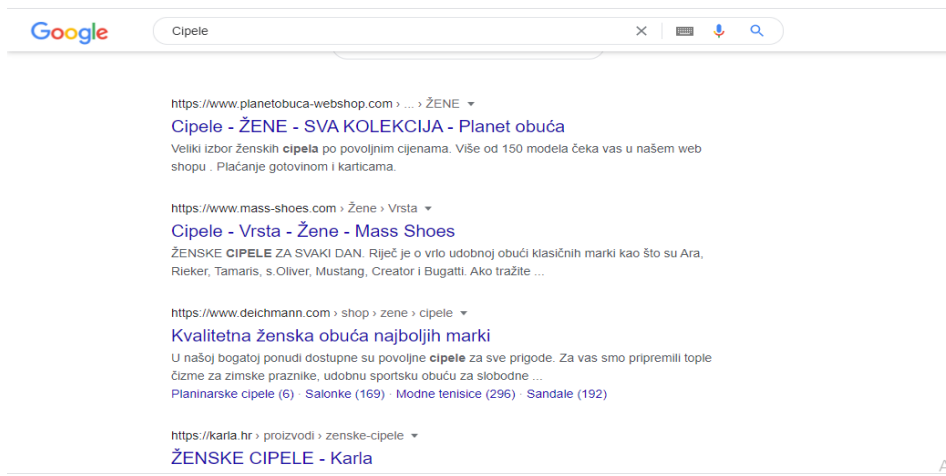 Google
Cipele
https://www.planetobuca-webshop.com › ... › ŽENE
Cipele - ŽENE - SVA KOLEKCIJA - Planet obuća
Veliki izbor ženskih cipela po povoljnim cijenama. Više od 150 modela čeka vas u našem web
shopu . Plaćanje gotovinom i karticama.
https://www.mass-shoes.com › Žene › Vrsta
Cipele - Vrsta - Žene - Mass Shoes
ŽENSKE CIPELE ZA SVAKI DAN. Riječ je o vrlo udobnoj obući klasičnih marki kao što su Ara,
Rieker, Tamaris, s.Oliver, Mustang, Creator i Bugatti. Ako tražite ...
https://www.deichmann.com › shop › zene › cipele
Kvalitetna ženska obuća najboljih marki
U našoj bogatoj ponudi dostupne su povoljne cipele za sve prigode. Za vas smo pripremili tople
čizme za zimske praznike, udobnu sportsku obuću za slobodne ...
Planinarske cipele (6) · Salonke (169) · Modne tenisice (296) · Sandale (192)
https://karla.hr › proizvodi › zenske-cipele
ŽENSKE CIPELE - Karla